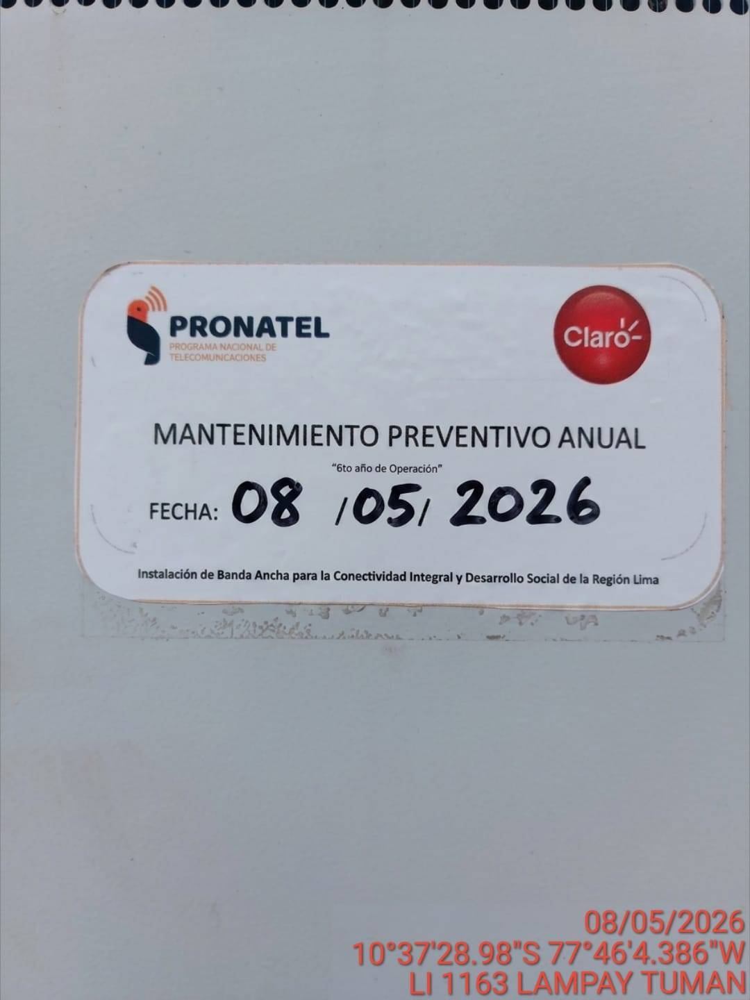 PRONATEL
PROGRAMA NACIONAL DE
TELECOMUNCACIONES
Claro
MANTENIMIENTO PREVENTIVO ANUAL
"6to año de Operación"
FECHA: 08 /05/ 2026
Instalación de Banda Ancha para la Conectividad Integral y Desarrollo Social de la Región Lima
08/05/2026
10°37'28.98"S 77°46'4.386"W
LI 1163 LAMPAY TUMAN